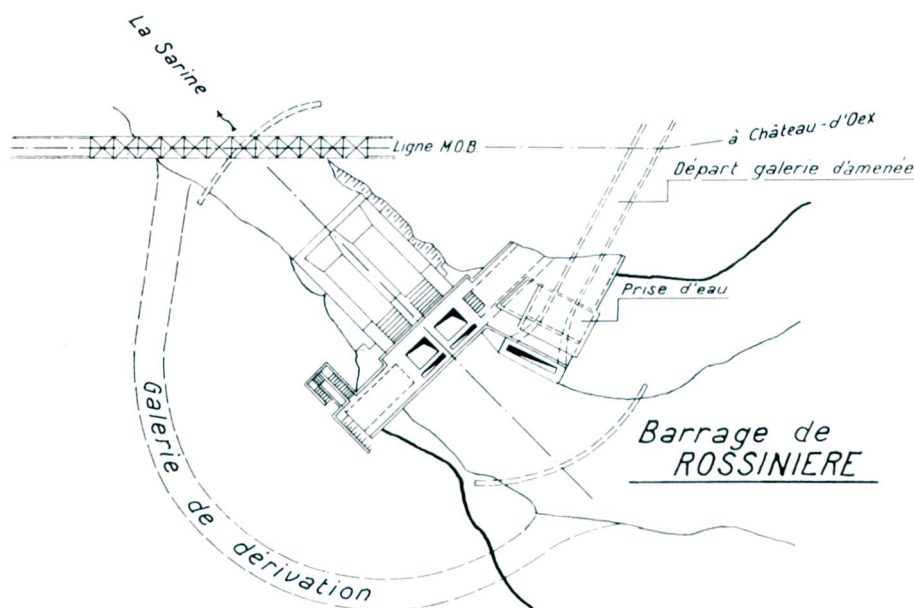 La Sarine
Ligne M.O.B.
à Château-d'Oex
Départ galerie d'amenée
Prise d'eau
Barrage de
ROSSINIERE
Galerie de dérivation